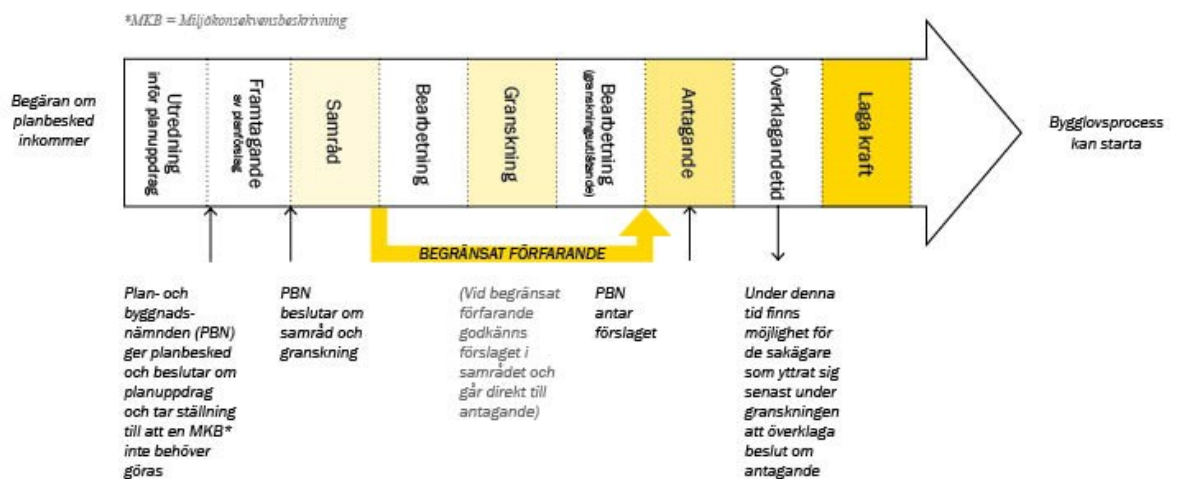 *MKB = Miljökonsekvensbeskrivning
Begäran om
planbesked
inkommer
Utredning
inför planuppdrag
Framtagande
av planförslag
Samråd
Bearbetning
Granskning
Bearbetning
(granskningsutlåtande)
Antagande
Överklagandetid
Laga kraft
Bygglovsprocess
kan starta
BEGRÄNSAT FÖRFARANDE
Plan- och
byggnads-
nämnden (PBN)
ger planbesked
och beslutar om
planuppdrag
och tar ställning
till att en MKB*
inte behöver
göras
PBN
beslutar om
samråd och
granskning
(Vid begränsat
förfarande
godkänns
förslaget i
samrådet och
går direkt till
antagande)
PBN
antar
förslaget
Under denna
tid finns
möjlighet för
de sakägare
som yttrat sig
senast under
granskningen
att överklaga
beslut om
antagande